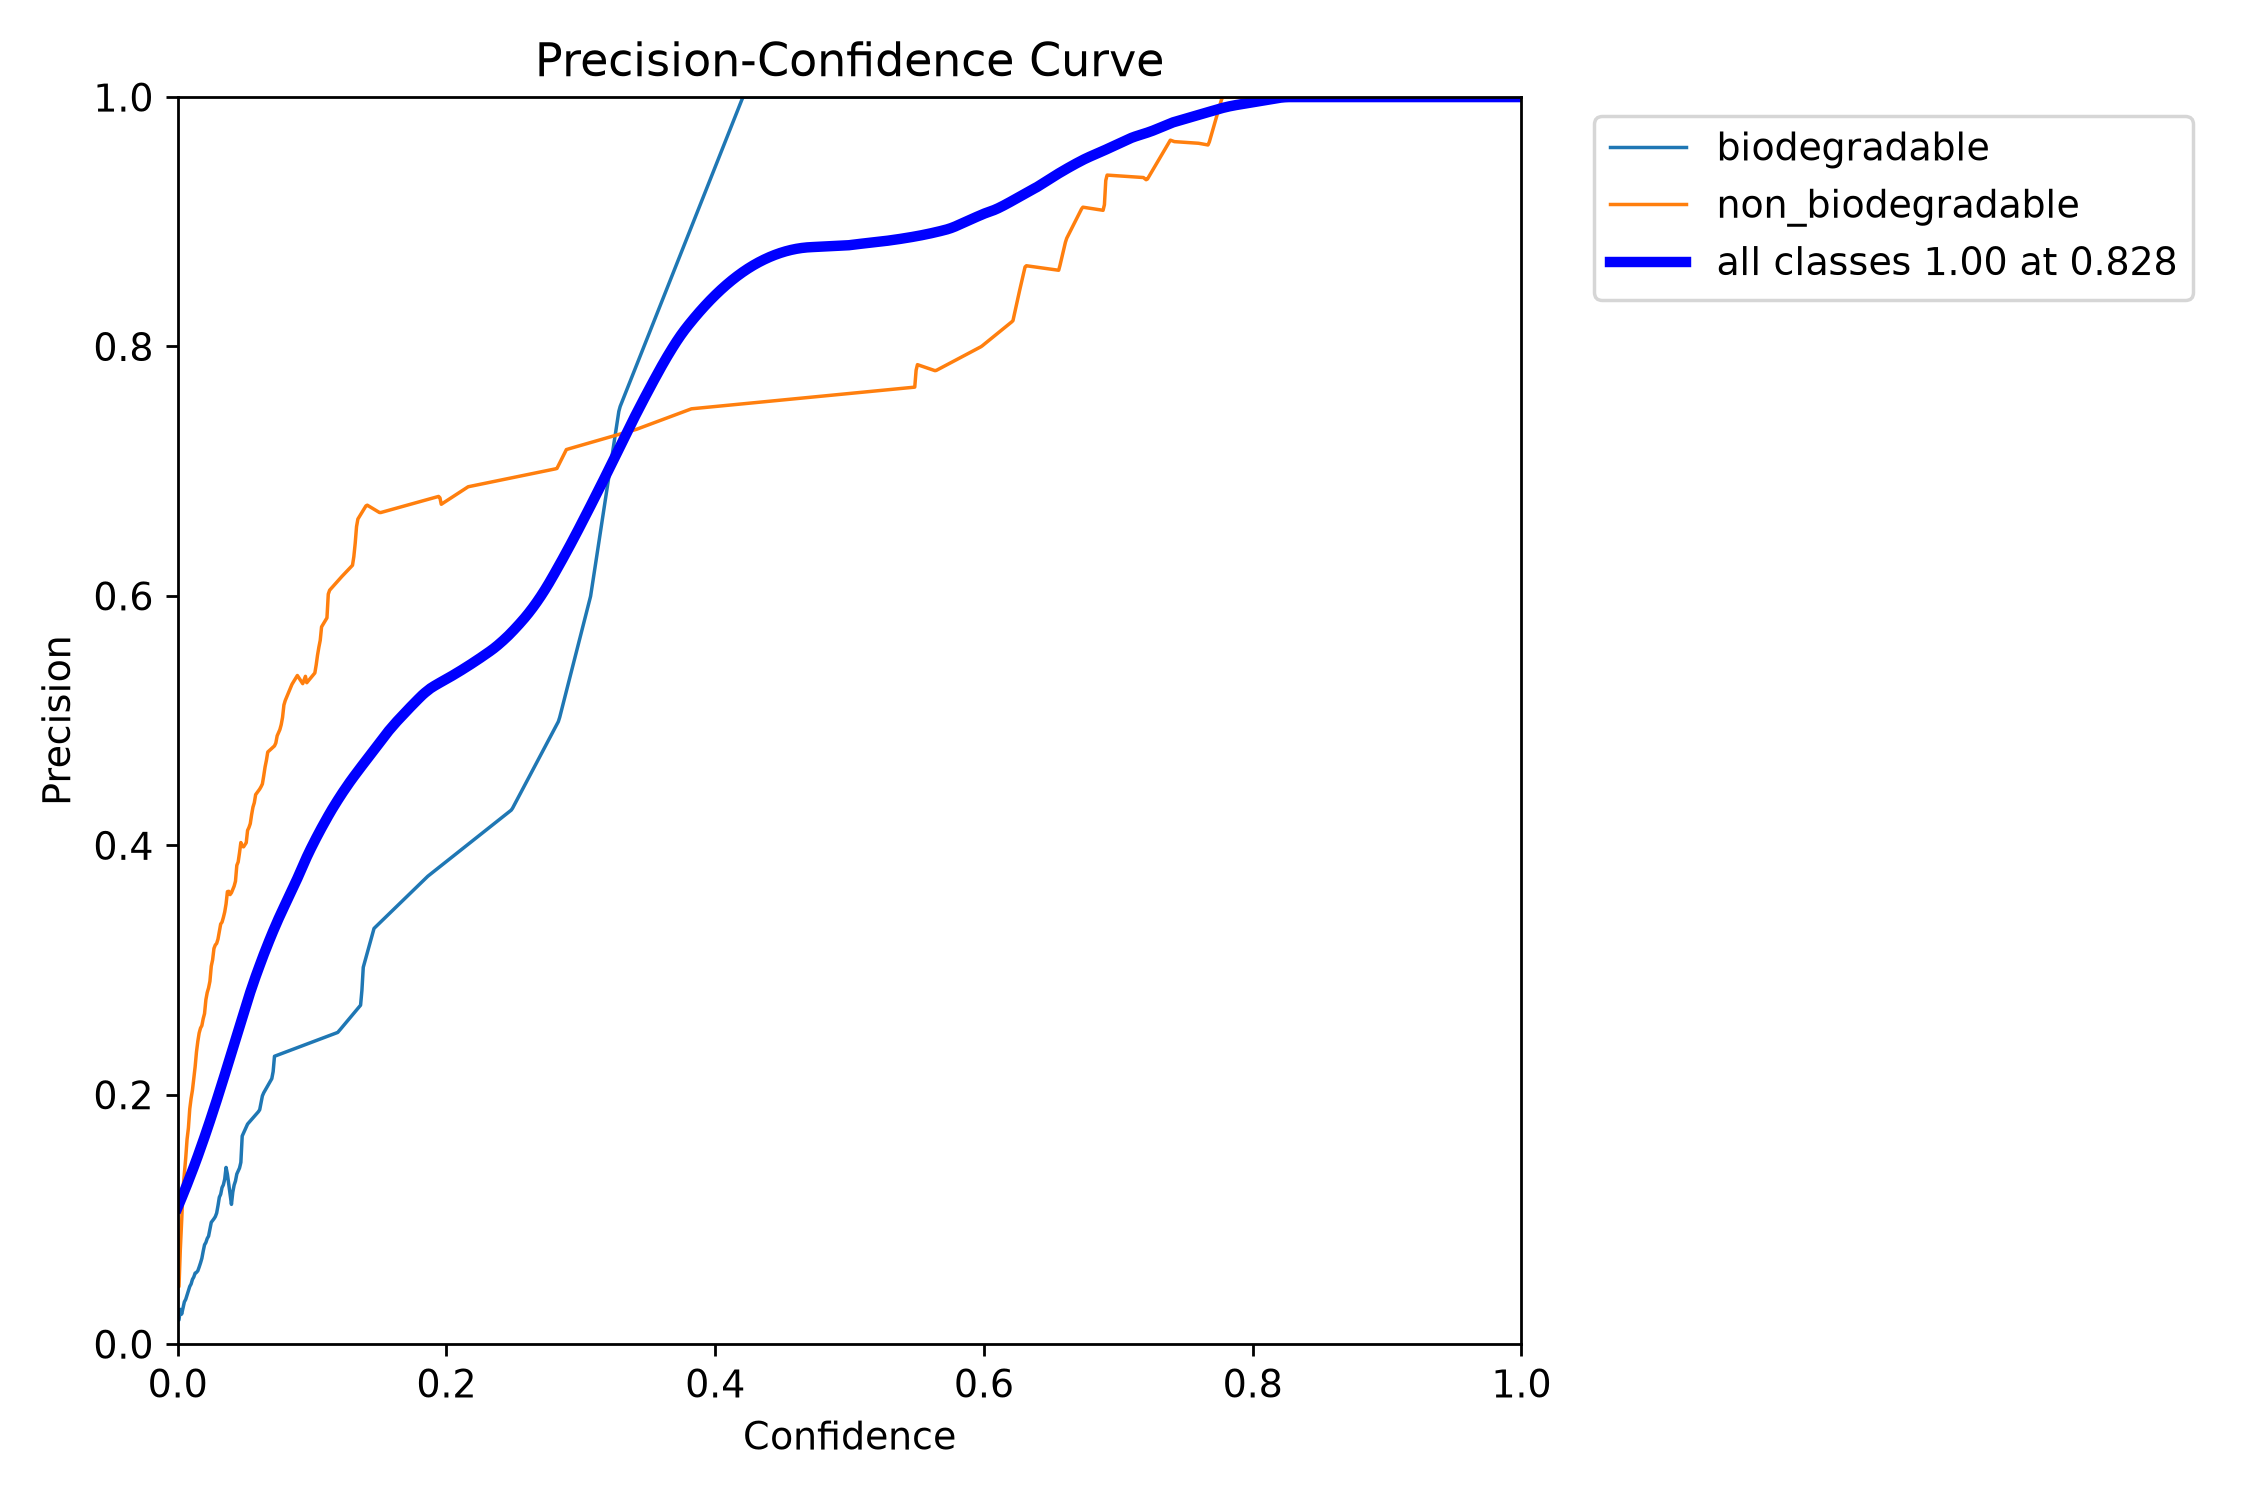 Precision-Confidence Curve
1.0
0.8
0.6
0.4
0.2
0.0
Precision
0.0 0.2 0.4 0.6 0.8 1.0
Confidence
biodegradable
non_biodegradable
all classes 1.00 at 0.828